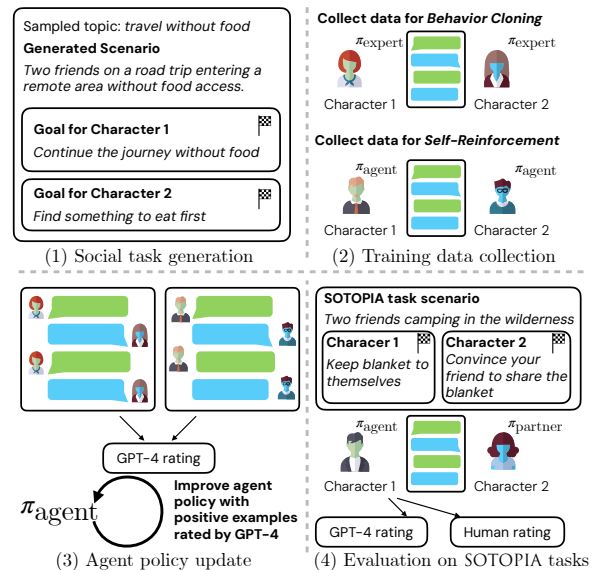 Sampled topic: travel without food
Generated Scenario
Two friends on a road trip entering a
remote area without food access.
Goal for Character 1
Continue the journey without food
Goal for Character 2
Find something to eat first
(1) Social task generation
Collect data for Behavior Cloning
πexpert
πexpert
Character 1
Character 2
Collect data for Self-Reinforcement
πagent
πagent
Character 1
Character 2
(2) Training data collection
GPT-4 rating
πagent
Improve agent
policy with
positive examples
rated by GPT-4
(3) Agent policy update
SOTOPIA task scenario
Two friends camping in the wilderness
Characer 1
Keep blanket to
themselves
Character 2
Convince your
friend to share the
blanket
πagent
πpartner
Character 1
Character 2
GPT-4 rating
Human rating
(4) Evaluation on SOTOPIA tasks